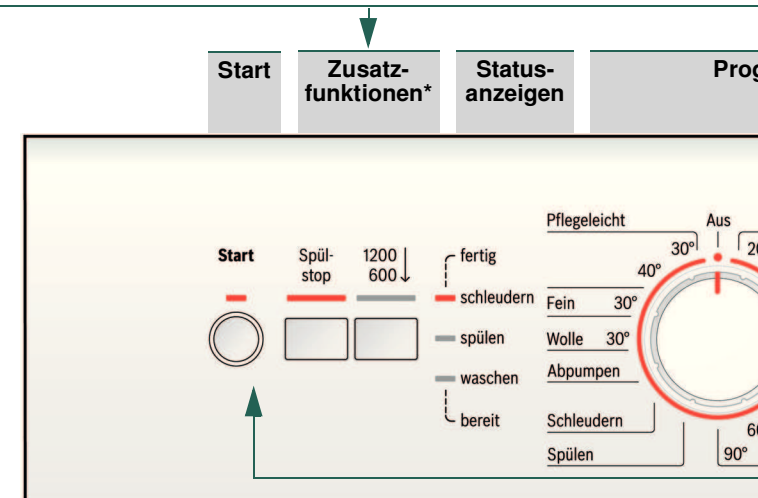 Start
Zusatz-
funktionen*
Status-
anzeigen
Start
Spül-
stop
1200
600↓
fertig
schleudern
spülen
waschen
bereit
Pflegeleicht
Aus
30°
40°
Fein 30°
Wolle 30°
Abpumpen
Schleudern
Spülen
90°